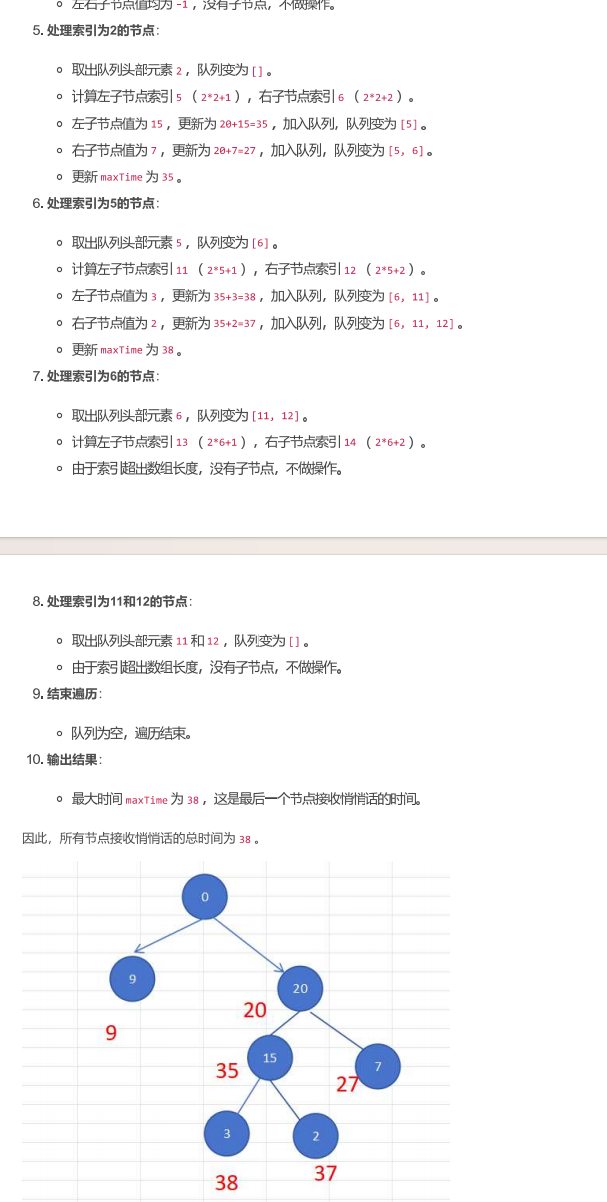 左右子节点值均为 -1 ，没有子节点，不做操作。
5. 处理索引为2的节点：
取出队列头部元素 2 ，队列变为 [] 。
计算左子节点索引 5 （ 2*2+1 ），右子节点索引 6 （ 2*2+2 ）。
左子节点值为 15 ，更新为 20+15=35 ，加入队列，队列变为 [5] 。
右子节点值为 7 ，更新为 20+7=27 ，加入队列，队列变为 [5, 6] 。
更新 maxTime 为 35 。
6. 处理索引为5的节点：
取出队列头部元素 5 ，队列变为 [6] 。
计算左子节点索引 11 （ 2*5+1 ），右子节点索引 12 （ 2*5+2 ）。
左子节点值为 3 ，更新为 35+3=38 ，加入队列，队列变为 [6, 11] 。
右子节点值为 2 ，更新为 35+2=37 ，加入队列，队列变为 [6, 11, 12] 。
更新 maxTime 为 38 。
7. 处理索引为6的节点：
取出队列头部元素 6 ，队列变为 [11, 12] 。
计算左子节点索引 13 （ 2*6+1 ），右子节点索引 14 （ 2*6+2 ）。
由于索引超出数组长度，没有子节点，不做操作。
8. 处理索引为11和12的节点：
取出队列头部元素 11 和 12 ，队列变为 [] 。
由于索引超出数组长度，没有子节点，不做操作。
9. 结束遍历：
队列为空，遍历结束。
10. 输出结果：
最大时间 maxTime 为 38 ，这是最后一个节点接收悄悄话的时间。
因此，所有节点接收悄悄话的总时间为 38 。
0
9
20
9
20
15
7
35
27
3
2
38
37